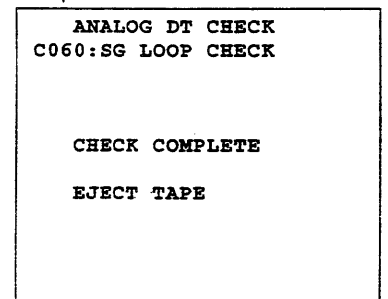 ANALOG DT CHECK
C060:SG LOOP CHECK
CHECK COMPLETE
EJECT TAPE